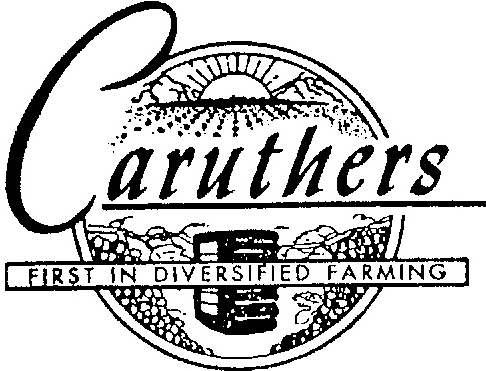 Caruthers
FIRST IN DIVERSIFIED FARMING